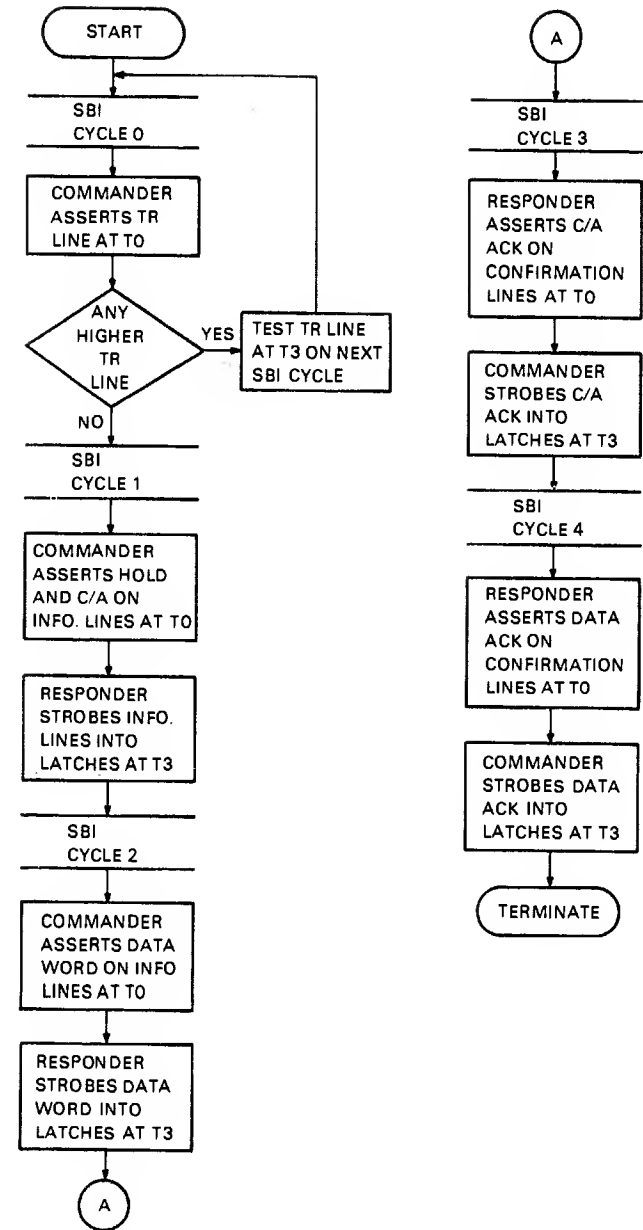 START
SBI
CYCLE 0
COMMANDER
ASSERTS TR
LINE AT T0
ANY
HIGHER
TR
LINE
YES
TEST TR LINE
AT T3 ON NEXT
SBI CYCLE
NO
SBI
CYCLE 1
COMMANDER
ASSERTS HOLD
AND C/A ON
INFO. LINES AT T0
RESPONDER
STROBES INFO.
LINES INTO
LATCHES AT T3
SBI
CYCLE 2
COMMANDER
ASSERTS DATA
WORD ON INFO
LINES AT T0
RESPONDER
STROBES DATA
WORD INTO
LATCHES AT T3
A
A
SBI
CYCLE 3
RESPONDER
ASSERTS C/A
ACK ON
CONFIRMATION
LINES AT T0
COMMANDER
STROBES C/A
ACK INTO
LATCHES AT T3
SBI
CYCLE 4
RESPONDER
ASSERTS DATA
ACK ON
CONFIRMATION
LINES AT T0
COMMANDER
STROBES DATA
ACK INTO
LATCHES AT T3
TERMINATE